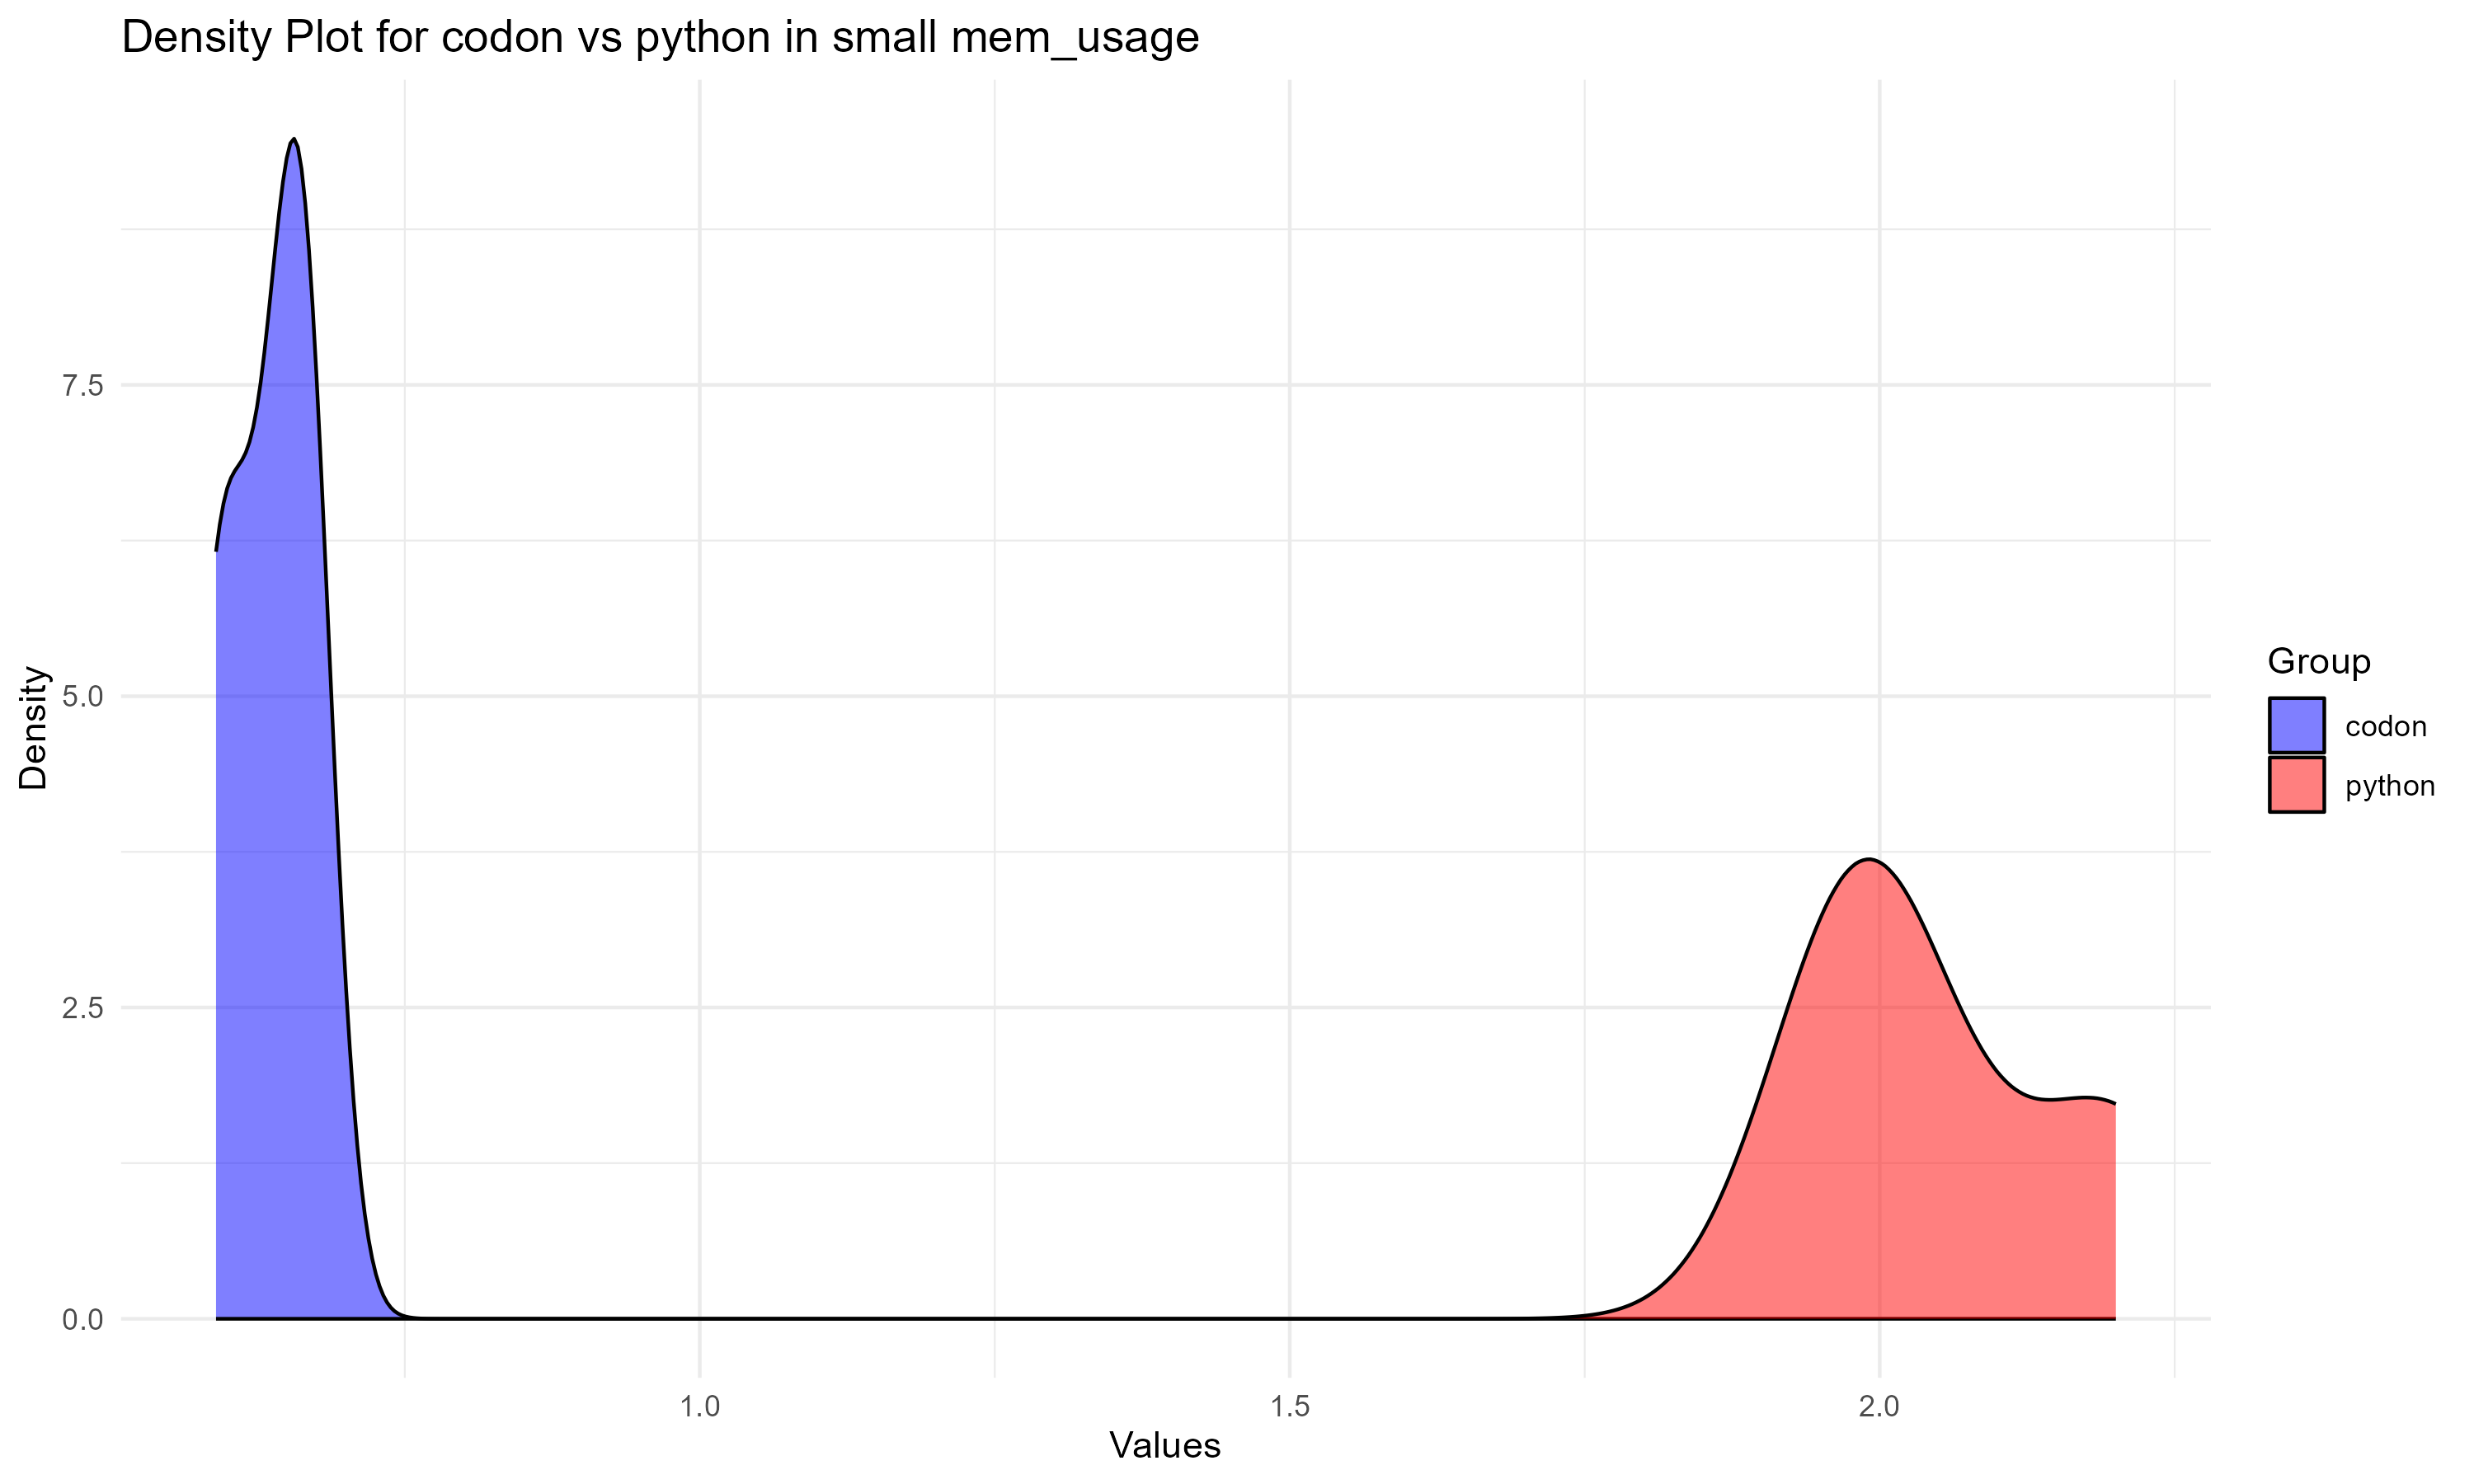 Density Plot for codon vs python in small mem_usage
Density
7.5
5.0
2.5
0.0
1.0 1.5 2.0
Values
Group
codon
python